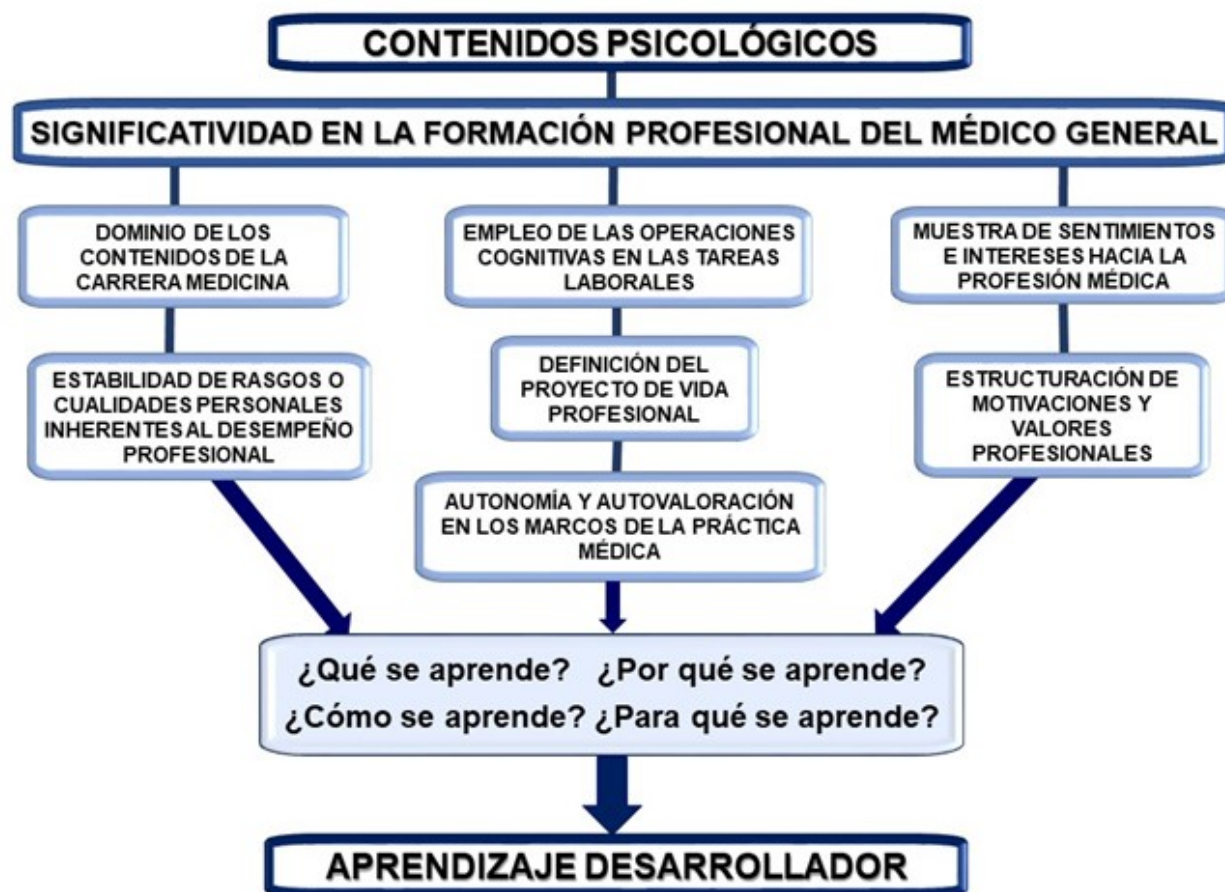 CONTENIDOS PSICOLÓGICOS
SIGNIFICATIVIDAD EN LA FORMACIÓN PROFESIONAL DEL MÉDICO GENERAL
DOMINIO DE LOS
CONTENIDOS DE LA
CARRERA MEDICINA
EMPLEO DE LAS OPERACIONES
COGNITIVAS EN LAS TAREAS
LABORALES
MUESTRA DE SENTIMIENTOS
E INTERESES HACIA LA
PROFESIÓN MÉDICA
ESTABILIDAD DE RASGOS O
CUALIDADES PERSONALES
INHERENTES AL DESEMPEÑO
PROFESIONAL
DEFINICIÓN DEL
PROYECTO DE VIDA
PROFESIONAL
ESTRUCTURACIÓN DE
MOTIVACIONES Y
VALORES
PROFESIONALES
AUTONOMÍA Y AUTOVALORACIÓN
EN LOS MARCOS DE LA PRÁCTICA
MÉDICA
¿Qué se aprende? ¿Por qué se aprende?
¿Cómo se aprende? ¿Para qué se aprende?
APRENDIZAJE DESARROLLADOR